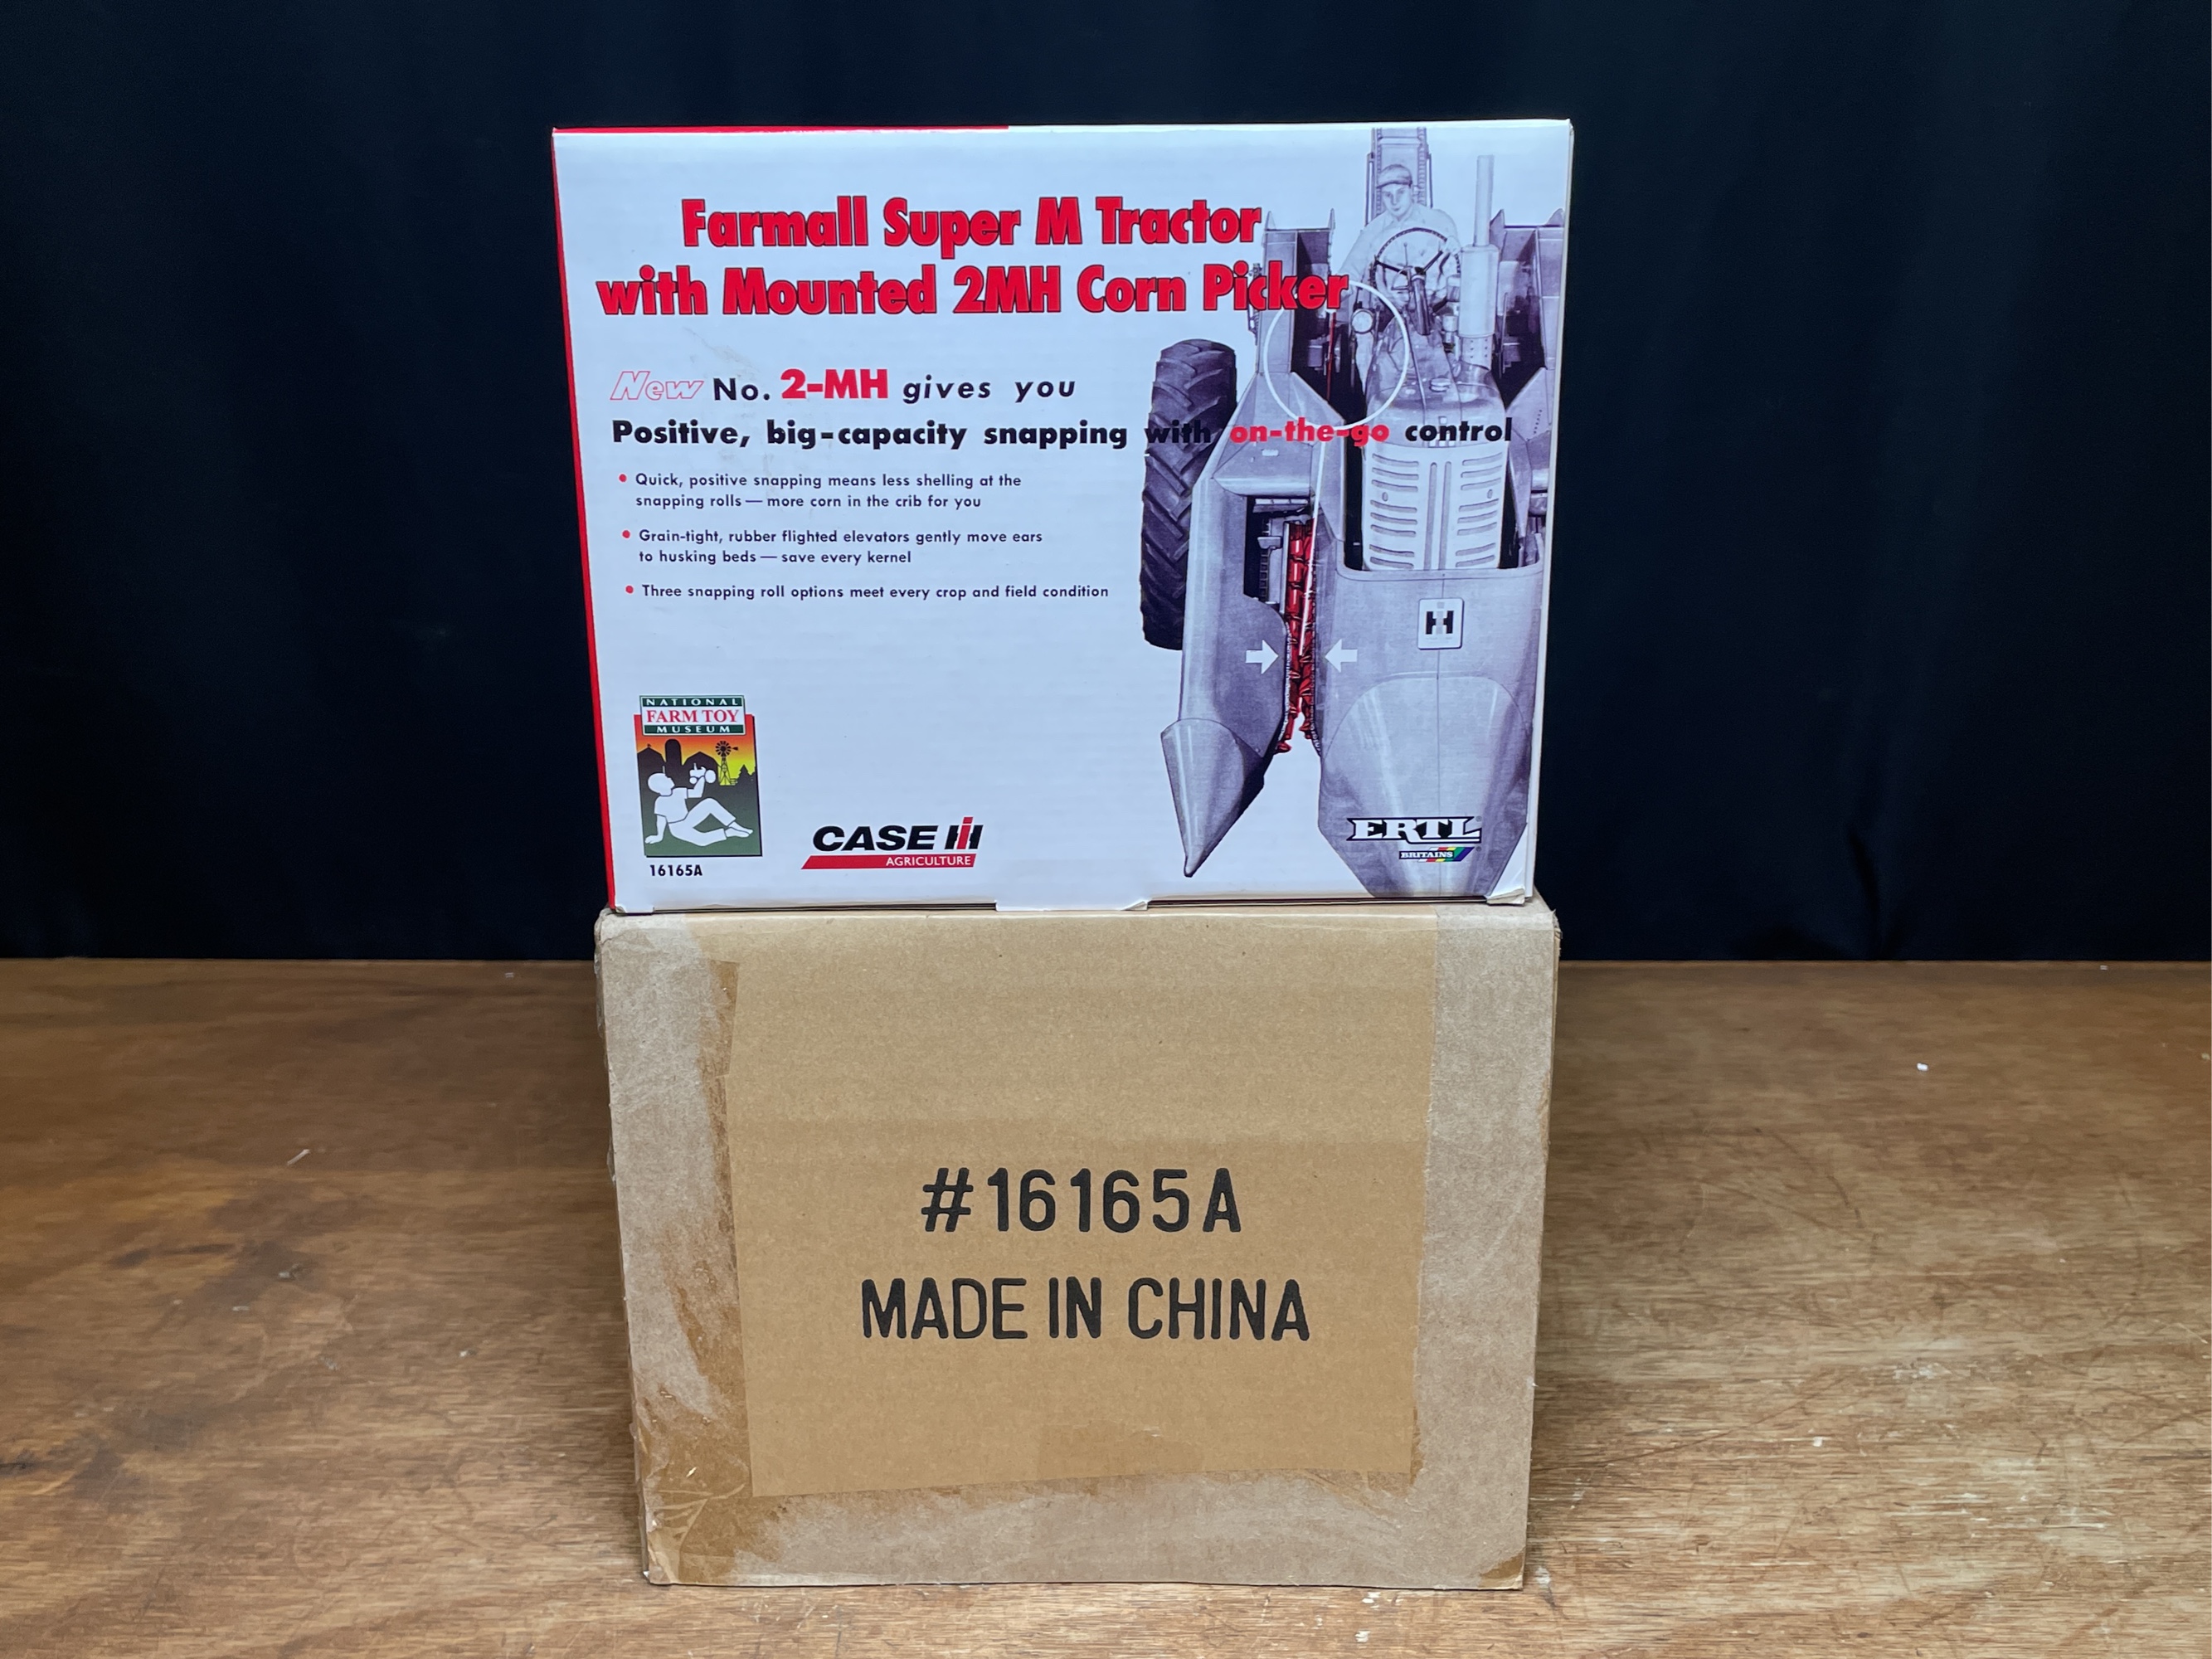 Farmall Super M Tractor
with Mounted 2MH Corn Picker
New No. 2-MH gives you
Positive, big-capacity snapping with on-the-go control
• Quick, positive snapping means less shelling at the
snapping rolls — more corn in the crib for you
• Grain-tight, rubber flighted elevators gently move ears
to husking beds — save every kernel
• Three snapping roll options meet every crop and field condition
IH
NATIONAL
FARM TOY
MUSEUM
16165A
CASE IH
AGRICULTURE
ERTL
BRITAINS
#16165A
MADE IN CHINA